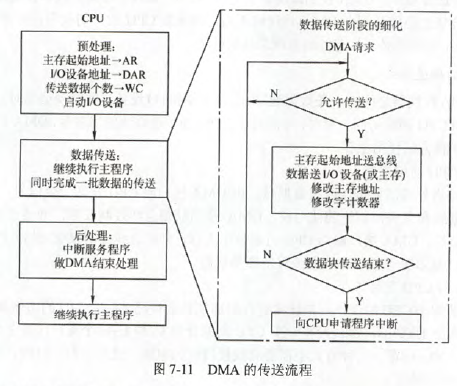 CPU
预处理:
主存起始地址→AR
I/O设备地址→DAR
传送数据个数→WC
启动I/O设备
数据传送:
继续执行主程序
同时完成一批数据的传送
后处理:
中断服务程序
做DMA结束处理
继续执行主程序
数据传送阶段的细化
DMA请求
N
允许传送?
Y
主存起始地址送总线
数据送I/O设备(或主存)
修改主存地址
修改字计数器
N
数据块传送结束?
Y
向CPU申请程序中断
图 7-11 DMA 的传送流程